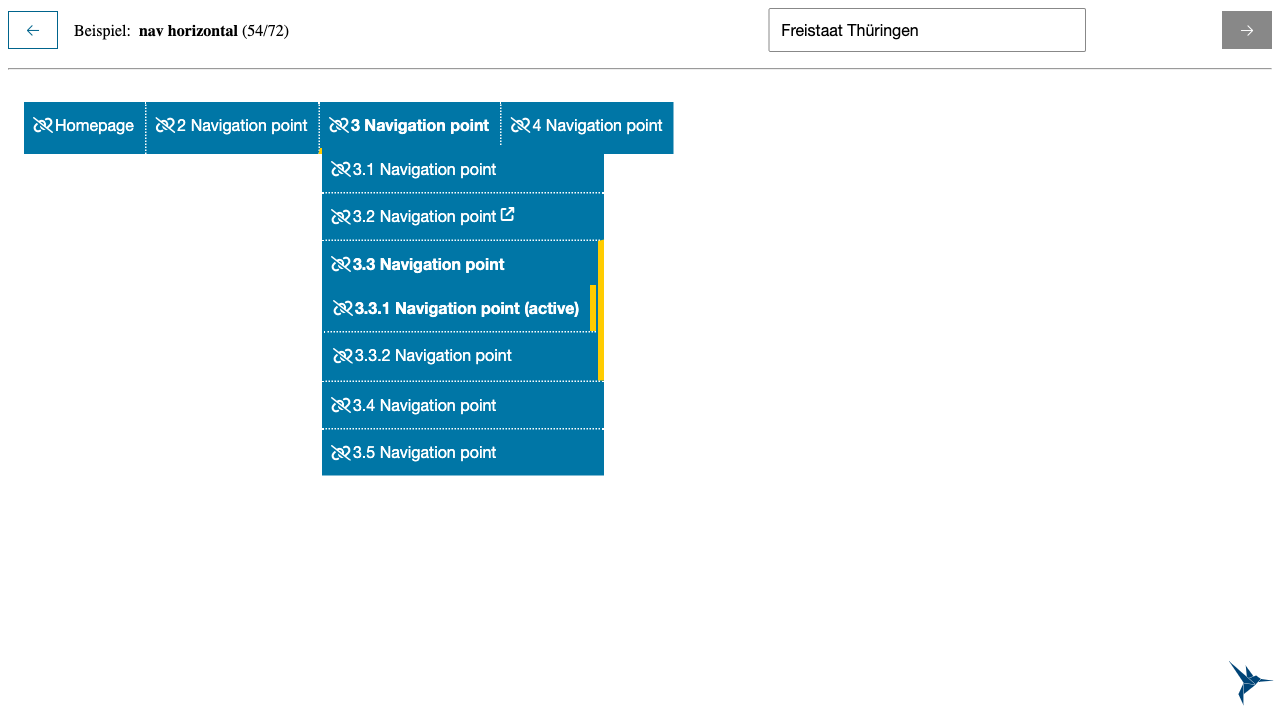 Beispiel: nav horizontal (54/72)
Freistaat Thüringen
Homepage
2 Navigation point
3 Navigation point
4 Navigation point
3.1 Navigation point
3.2 Navigation point
3.3 Navigation point
3.3.1 Navigation point (active)
3.3.2 Navigation point
3.4 Navigation point
3.5 Navigation point